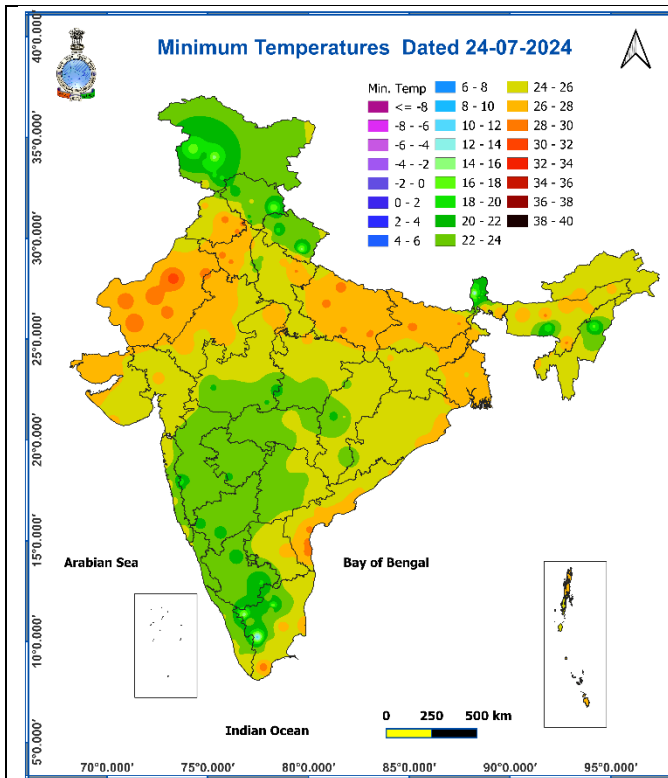 Minimum Temperatures Dated 24-07-2024
Min. Temp
<= -8
-8 - -6
-6 - -4
-4 - -2
-2 - 0
0 - 2
2 - 4
4 - 6
6 - 8
8 - 10
10 - 12
12 - 14
14 - 16
16 - 18
18 - 20
20 - 22
22 - 24
24 - 26
26 - 28
28 - 30
30 - 32
32 - 34
34 - 36
36 - 38
38 - 40
40°0.000'
35°0.000'
30°0.000'
25°0.000'
20°0.000'
15°0.000'
10°0.000'
5°0.000'
Arabian Sea
Bay of Bengal
Indian Ocean
0 250 500 km
70°0.000' 75°0.000' 80°0.000' 85°0.000' 90°0.000' 95°0.000'